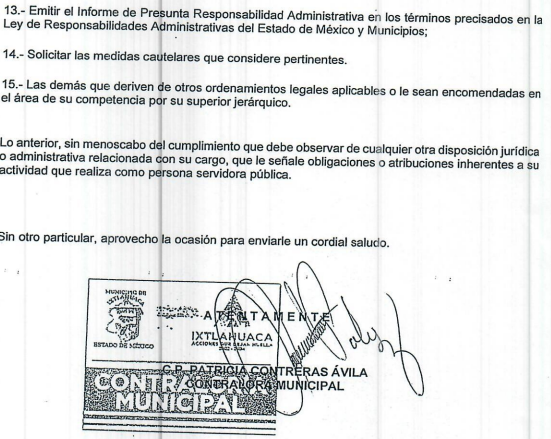 13.- Emitir el Informe de Presunta Responsabilidad Administrativa en los términos precisados en la
Ley de Responsabilidades Administrativas del Estado de México y Municipios;
14.- Solicitar las medidas cautelares que considere pertinentes.
15.- Las demás que deriven de otros ordenamientos legales aplicables o le sean encomendadas en
el área de su competencia por su superior jerárquico.
Lo anterior, sin menoscabo del cumplimiento que debe observar de cualquier otra disposición jurídica
o administrativa relacionada con su cargo, que le señale obligaciones o atribuciones inherentes a su
actividad que realiza como persona servidora pública.
Sin otro particular, aprovecho la ocasión para enviarle un cordial saludo.
MUNICIPIO DE
IXTLAHUACA
ESTADO DE MÉXICO
ATENTAMENTE
IXTLAHUACA
ACCIONES QUE DEJAN HUELLA
C.P. PATRICIA CONTRERAS ÁVILA
CONTRALORA MUNICIPAL
CONTRALORÍA
MUNICIPAL